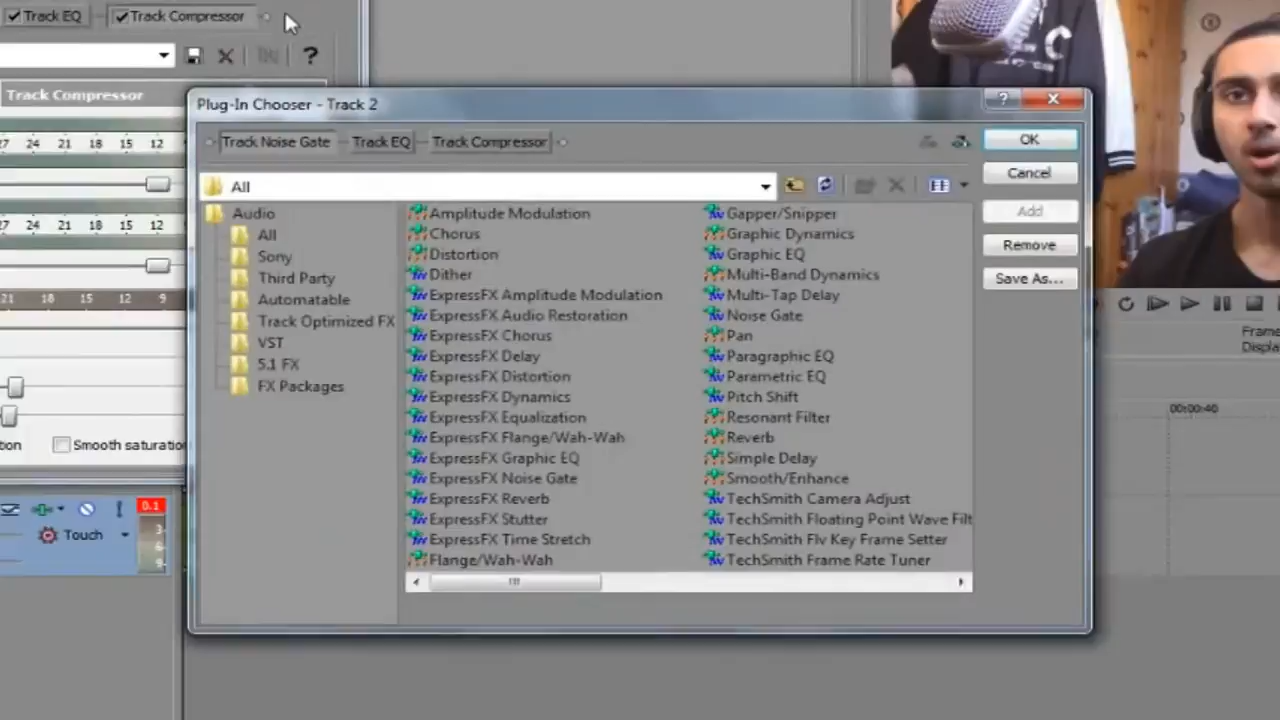 Track EQ
Track Compressor
Track Compressor
27 24 21 18 15 12
27 24 21 18 15 12
21 18 15 12 9
Smooth saturation
0.1
3
6
9
Touch
Plug-In Chooser - Track 2
Track Noise Gate
Track EQ
Track Compressor
All
Audio
All
Sony
Third Party
Automatable
Track Optimized FX
VST
5.1 FX
FX Packages
Amplitude Modulation
Chorus
Distortion
Dither
ExpressFX Amplitude Modulation
ExpressFX Audio Restoration
ExpressFX Chorus
ExpressFX Delay
ExpressFX Distortion
ExpressFX Dynamics
ExpressFX Equalization
ExpressFX Flange/Wah-Wah
ExpressFX Graphic EQ
ExpressFX Noise Gate
ExpressFX Reverb
ExpressFX Stutter
ExpressFX Time Stretch
Flange/Wah-Wah
Gapper/Snipper
Graphic Dynamics
Graphic EQ
Multi-Band Dynamics
Multi-Tap Delay
Noise Gate
Pan
Paragraphic EQ
Parametric EQ
Pitch Shift
Resonant Filter
Reverb
Simple Delay
Smooth/Enhance
TechSmith Camera Adjust
TechSmith Floating Point Wave Filt
TechSmith Flv Key Frame Setter
TechSmith Frame Rate Tuner
OK
Cancel
Add
Remove
Save As...
C
Frame
Displa
00:00:40